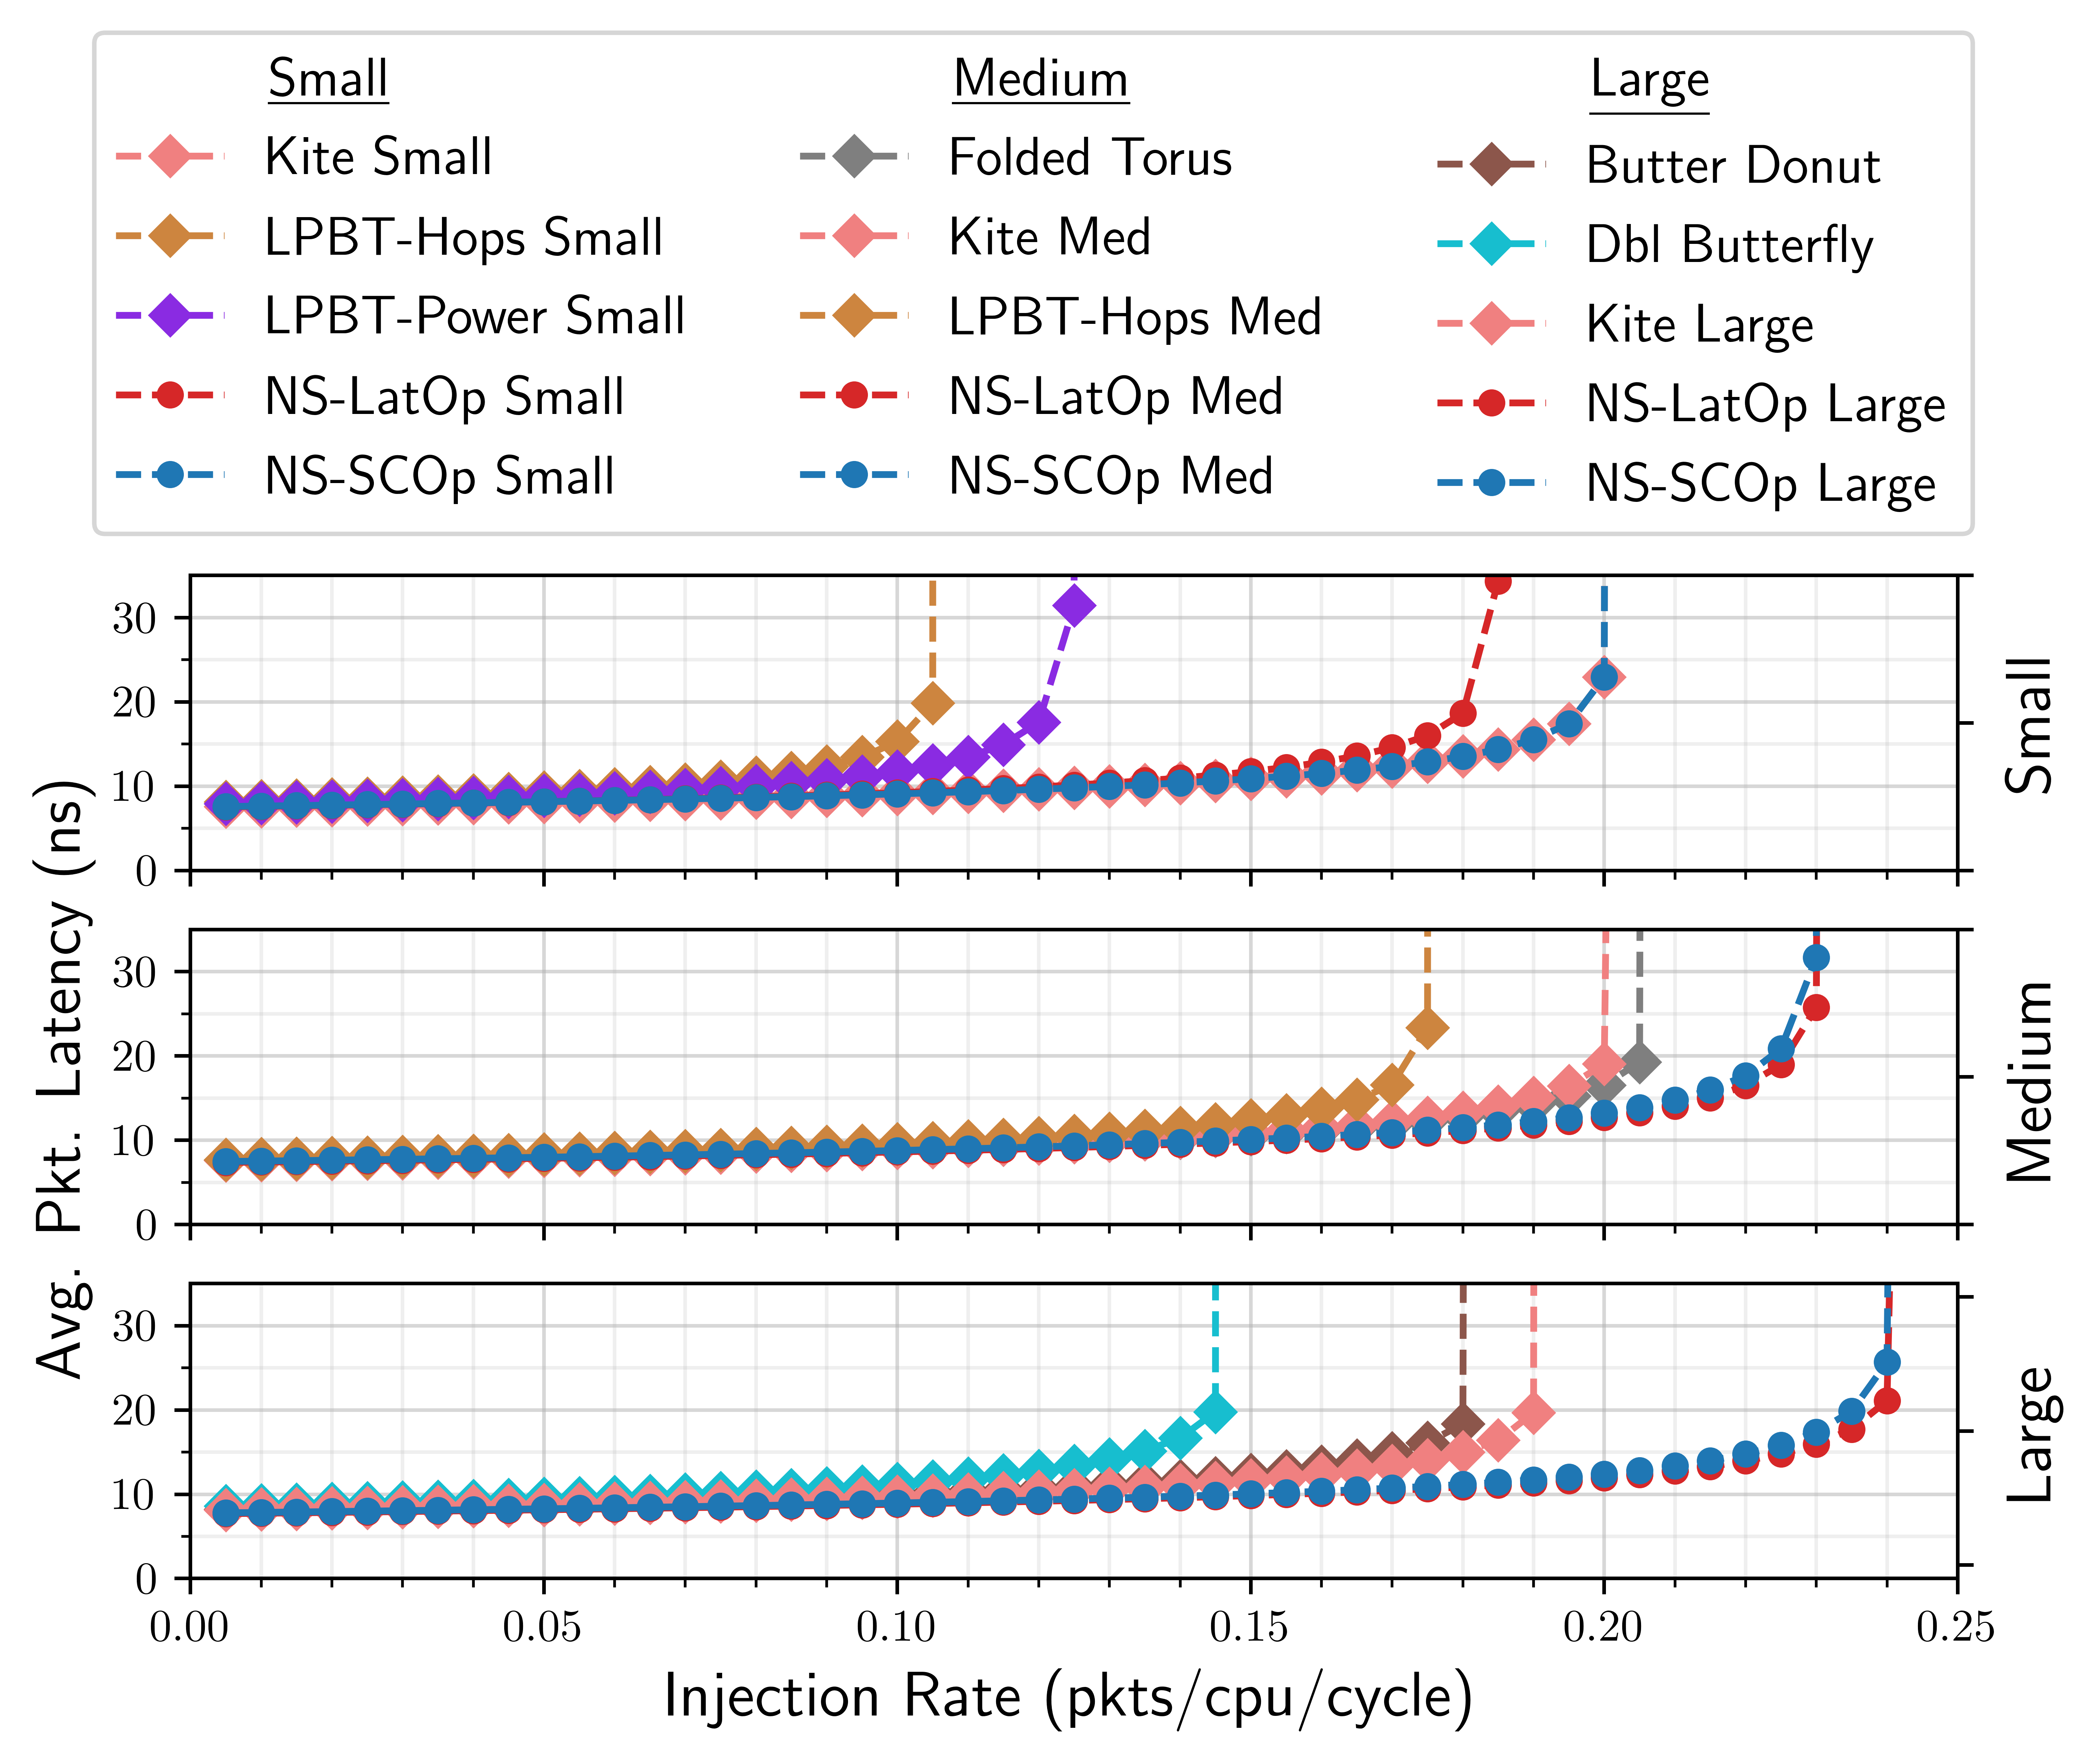 Small
Kite Small
LPBT-Hops Small
LPBT-Power Small
NS-LatOp Small
NS-SCOp Small
Medium
Folded Torus
Kite Med
LPBT-Hops Med
NS-LatOp Med
NS-SCOp Med
Large
Butter Donut
Dbl Butterfly
Kite Large
NS-LatOp Large
NS-SCOp Large
Avg. Pkt. Latency (ns)
30
20
10
0
Small
30
20
10
0
Medium
30
20
10
0
Large
0.00 0.05 0.10 0.15 0.20 0.25
Injection Rate (pkts/cpu/cycle)